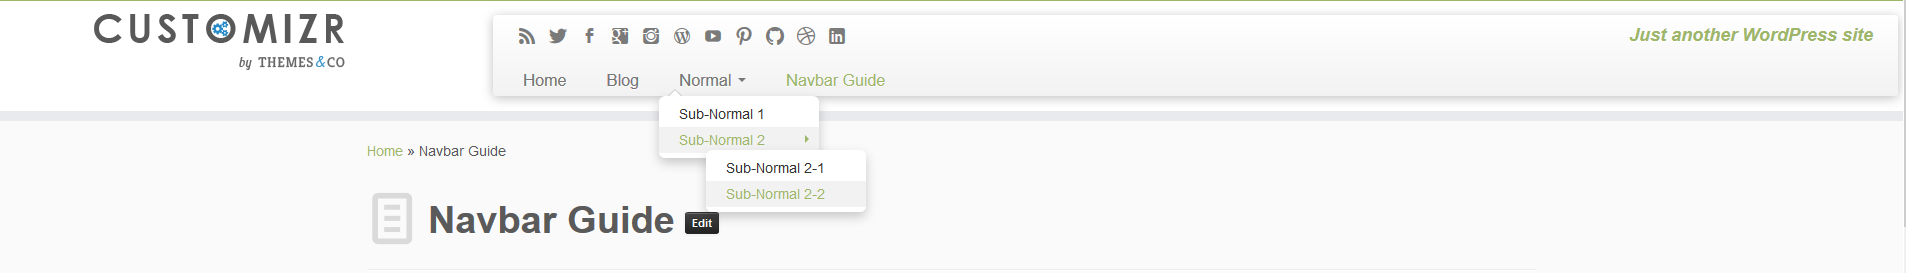 CUSTOMIZR
by THEMES&CO
Just another WordPress site
Home Blog Normal Navbar Guide
Sub-Normal 1
Sub-Normal 2
Sub-Normal 2-1
Sub-Normal 2-2
Home » Navbar Guide
Navbar Guide Edit